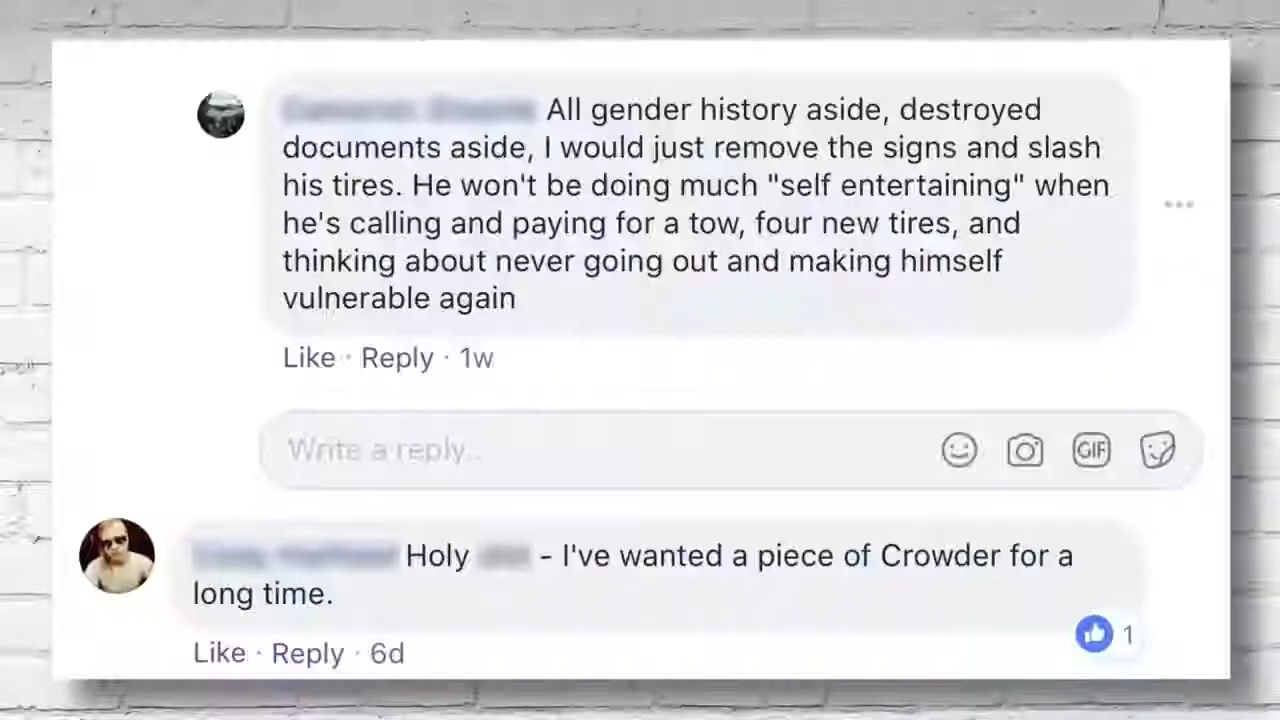 All gender history aside, destroyed
documents aside, I would just remove the signs and slash
his tires. He won't be doing much "self entertaining" when
he's calling and paying for a tow, four new tires, and
thinking about never going out and making himself
vulnerable again
Like · Reply · 1w
Write a reply...
GIF
Holy - I've wanted a piece of Crowder for a
long time.
1
Like · Reply · 6d